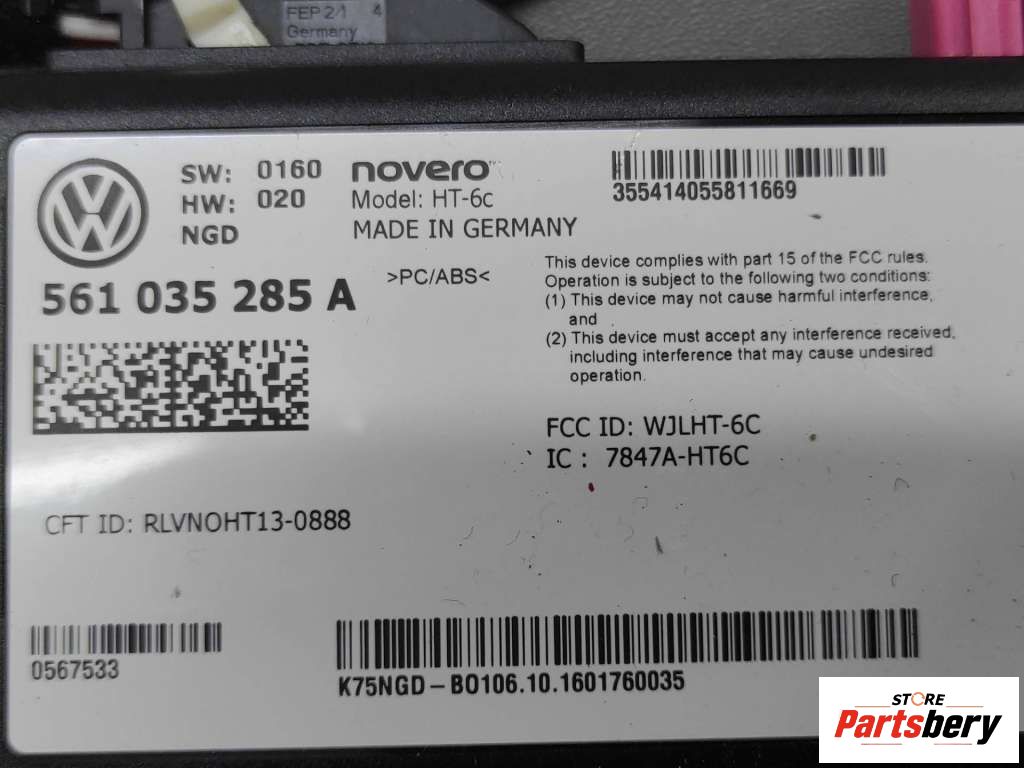 FEP 2/1 4
Germany
SW: 0160
HW: 020
NGD
novero™
Model: HT-6c
MADE IN GERMANY
355414055811669
561 035 285 A
>PC/ABS<
This device complies with part 15 of the FCC rules.
Operation is subject to the following two conditions:
(1) This device may not cause harmful interference,
and
(2) This device must accept any interference received,
including interference that may cause undesired
operation.
FCC ID: WJLHT-6C
IC : 7847A-HT6C
CFT ID: RLVNOHT13-0888
0567533
K75NGD-BO106.10.1601760035
STORE
Partsbery